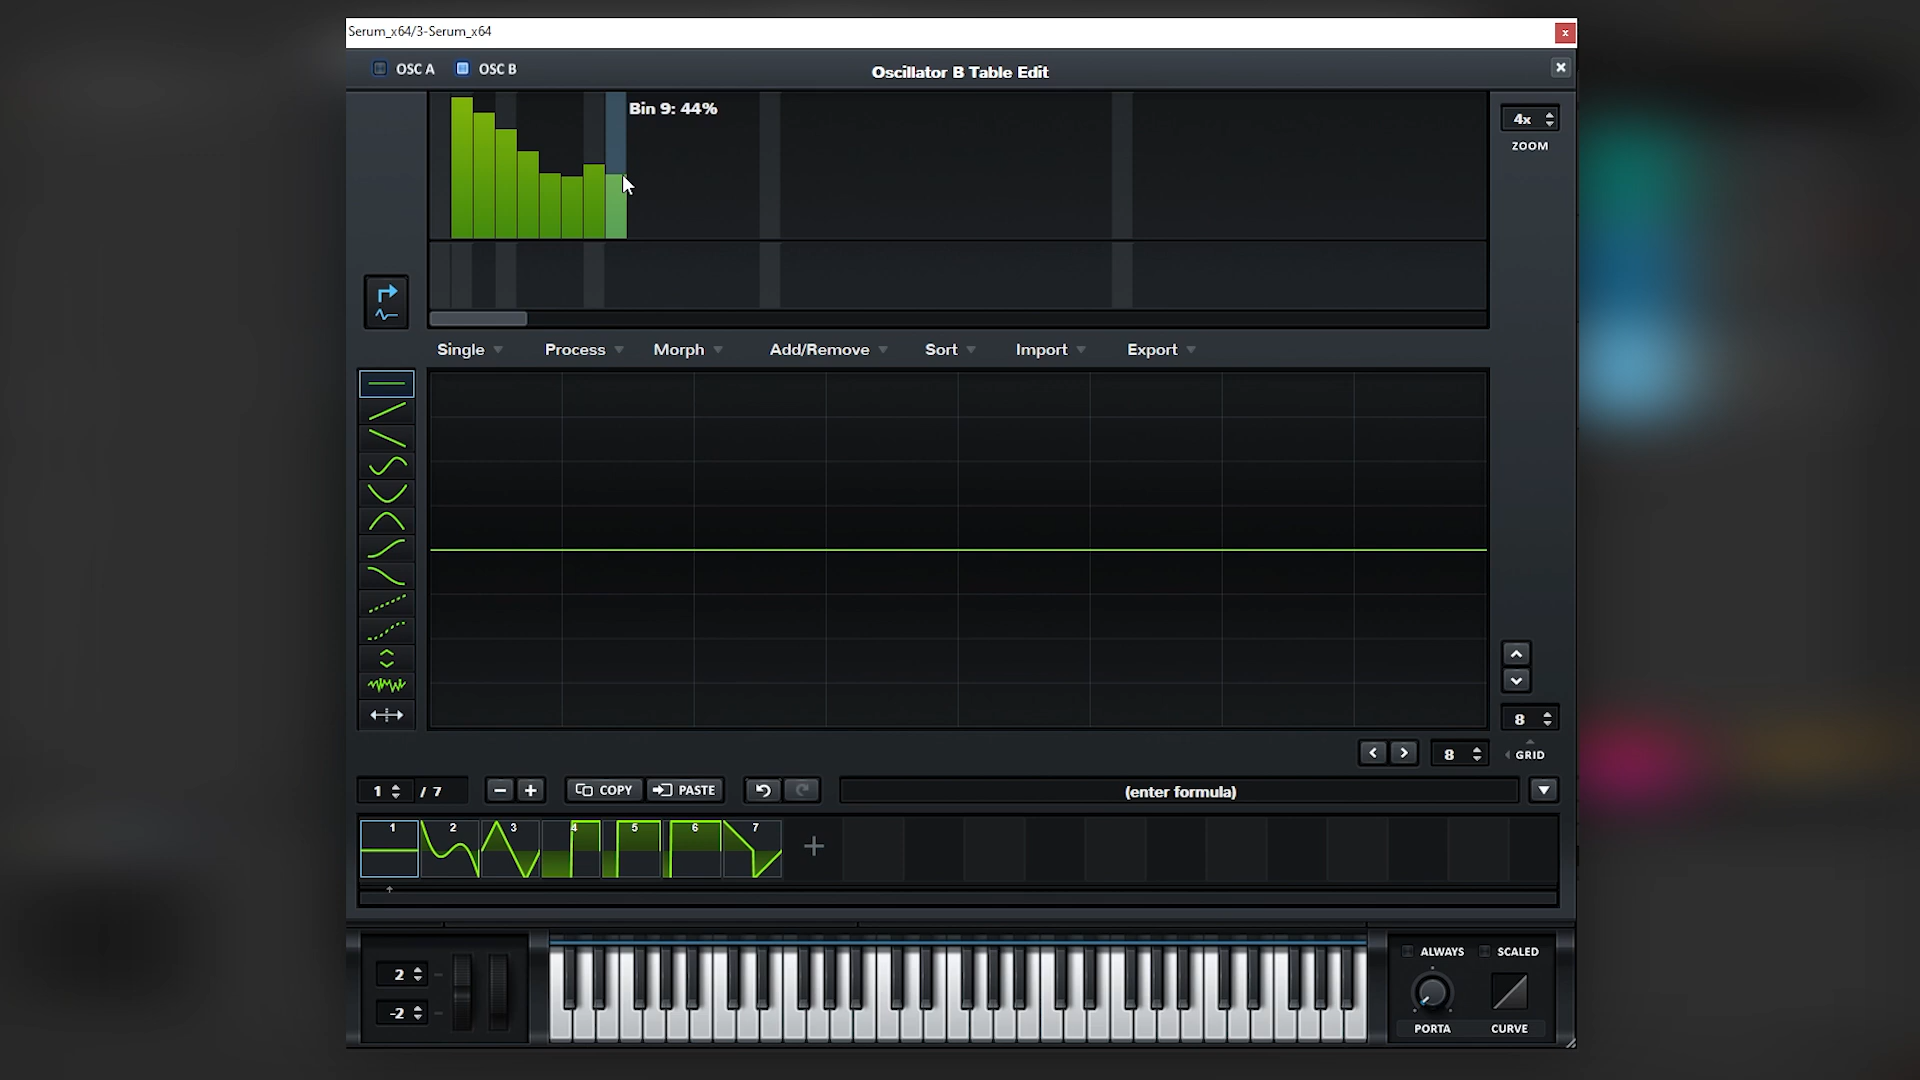 Serum_x64/3-Serum_x64
x
OSC A
OSC B
Oscillator B Table Edit
Bin 9: 44%
4x
ZOOM
Single
Process
Morph
Add/Remove
Sort
Import
Export
8
8
GRID
1 / 7
COPY
PASTE
(enter formula)
1 2 3 4 5 6 7
2
-2
ALWAYS
SCALED
PORTA
CURVE